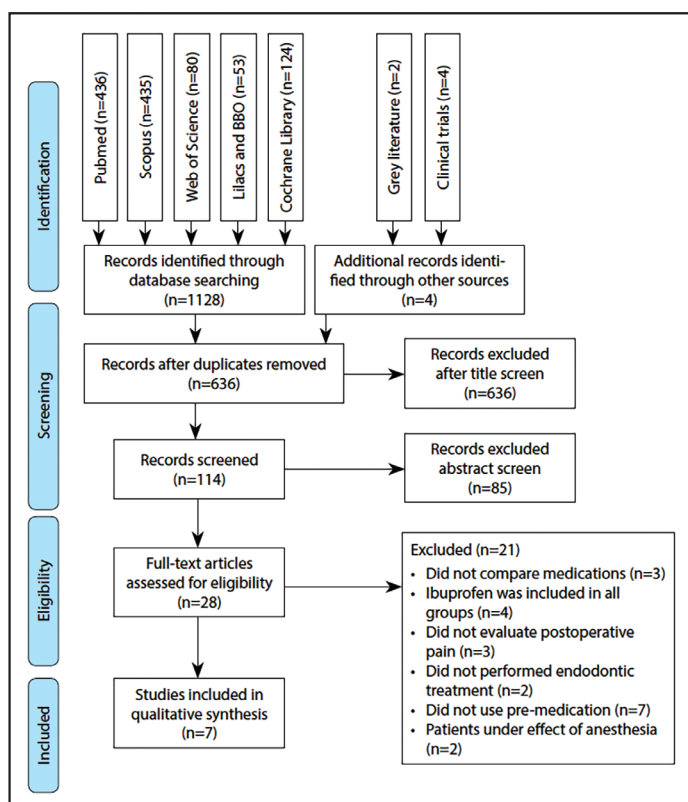 Identification
Pubmed (n=436)
Scopus (n=435)
Web of Science (n=80)
Lilacs and BBO (n=53)
Cochrane Library (n=124)
Grey literature (n=2)
Clinical trials (n=4)
Records identified through
database searching
(n=1128)
Additional records identi-
fied through other sources
(n=4)
Screening
Records after duplicates removed
(n=636)
Records excluded
after title screen
(n=636)
Records screened
(n=114)
Records excluded
abstract screen
(n=85)
Eligibility
Full-text articles
assessed for eligibility
(n=28)
Excluded (n=21)
• Did not compare medications (n=3)
• Ibuprofen was included in all
groups (n=4)
• Did not evaluate postoperative
pain (n=3)
• Did not performed endodontic
treatment (n=2)
• Did not use pre-medication (n=7)
• Patients under effect of anesthesia
(n=2)
Included
Studies included in
qualitative synthesis
(n=7)